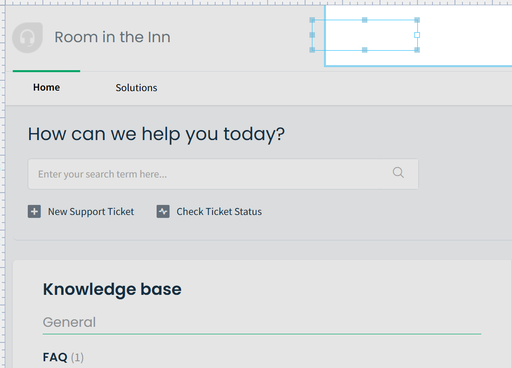 Room in the Inn
Home
Solutions
How can we help you today?
Enter your search term here...
New Support Ticket
Check Ticket Status
Knowledge base
General
FAQ (1)